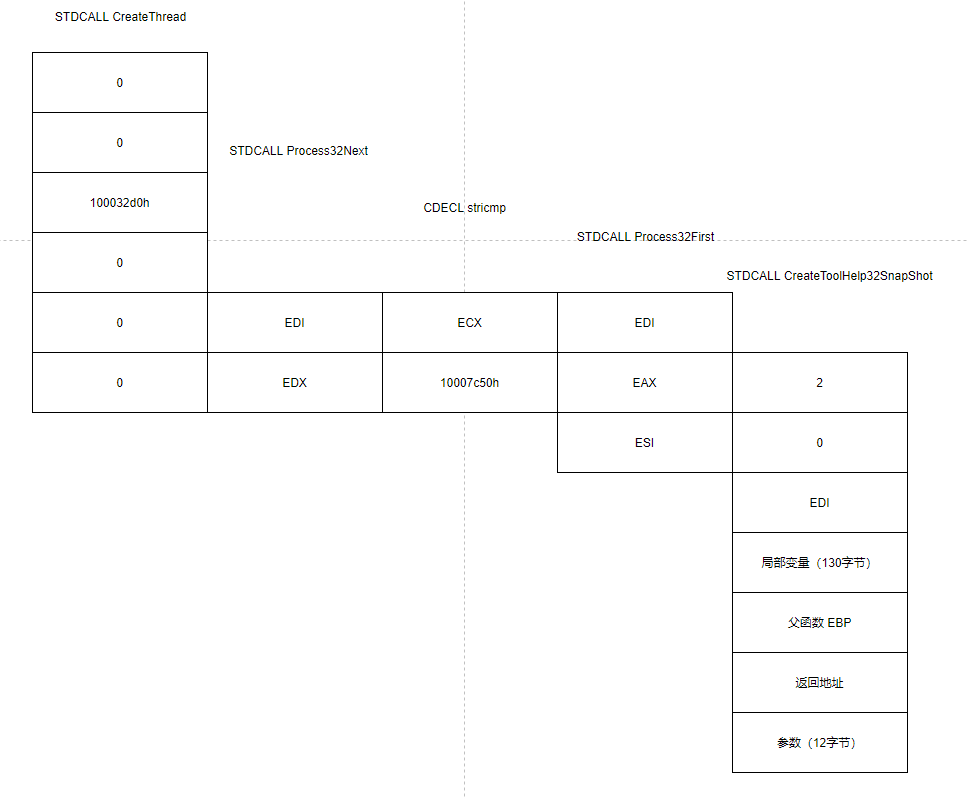 STDCALL CreateThread
0
0
STDCALL Process32Next
100032d0h
CDECL stricmp
STDCALL Process32First
0
STDCALL CreateToolHelp32SnapShot
0 EDI ECX EDI
0 EDX 10007c50h EAX 2
ESI 0
EDI
局部变量（130字节）
父函数 EBP
返回地址
参数（12字节）